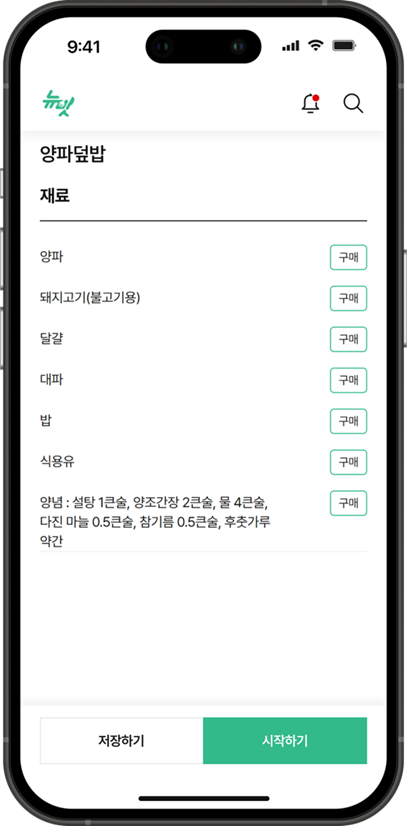 9:41
뉴빗
양파덮밥
재료
양파 구매
돼지고기(불고기용) 구매
달걀 구매
대파 구매
밥 구매
식용유 구매
양념 : 설탕 1큰술, 양조간장 2큰술, 물 4큰술, 구매
다진 마늘 0.5큰술, 참기름 0.5큰술, 후춧가루
약간
저장하기 시작하기